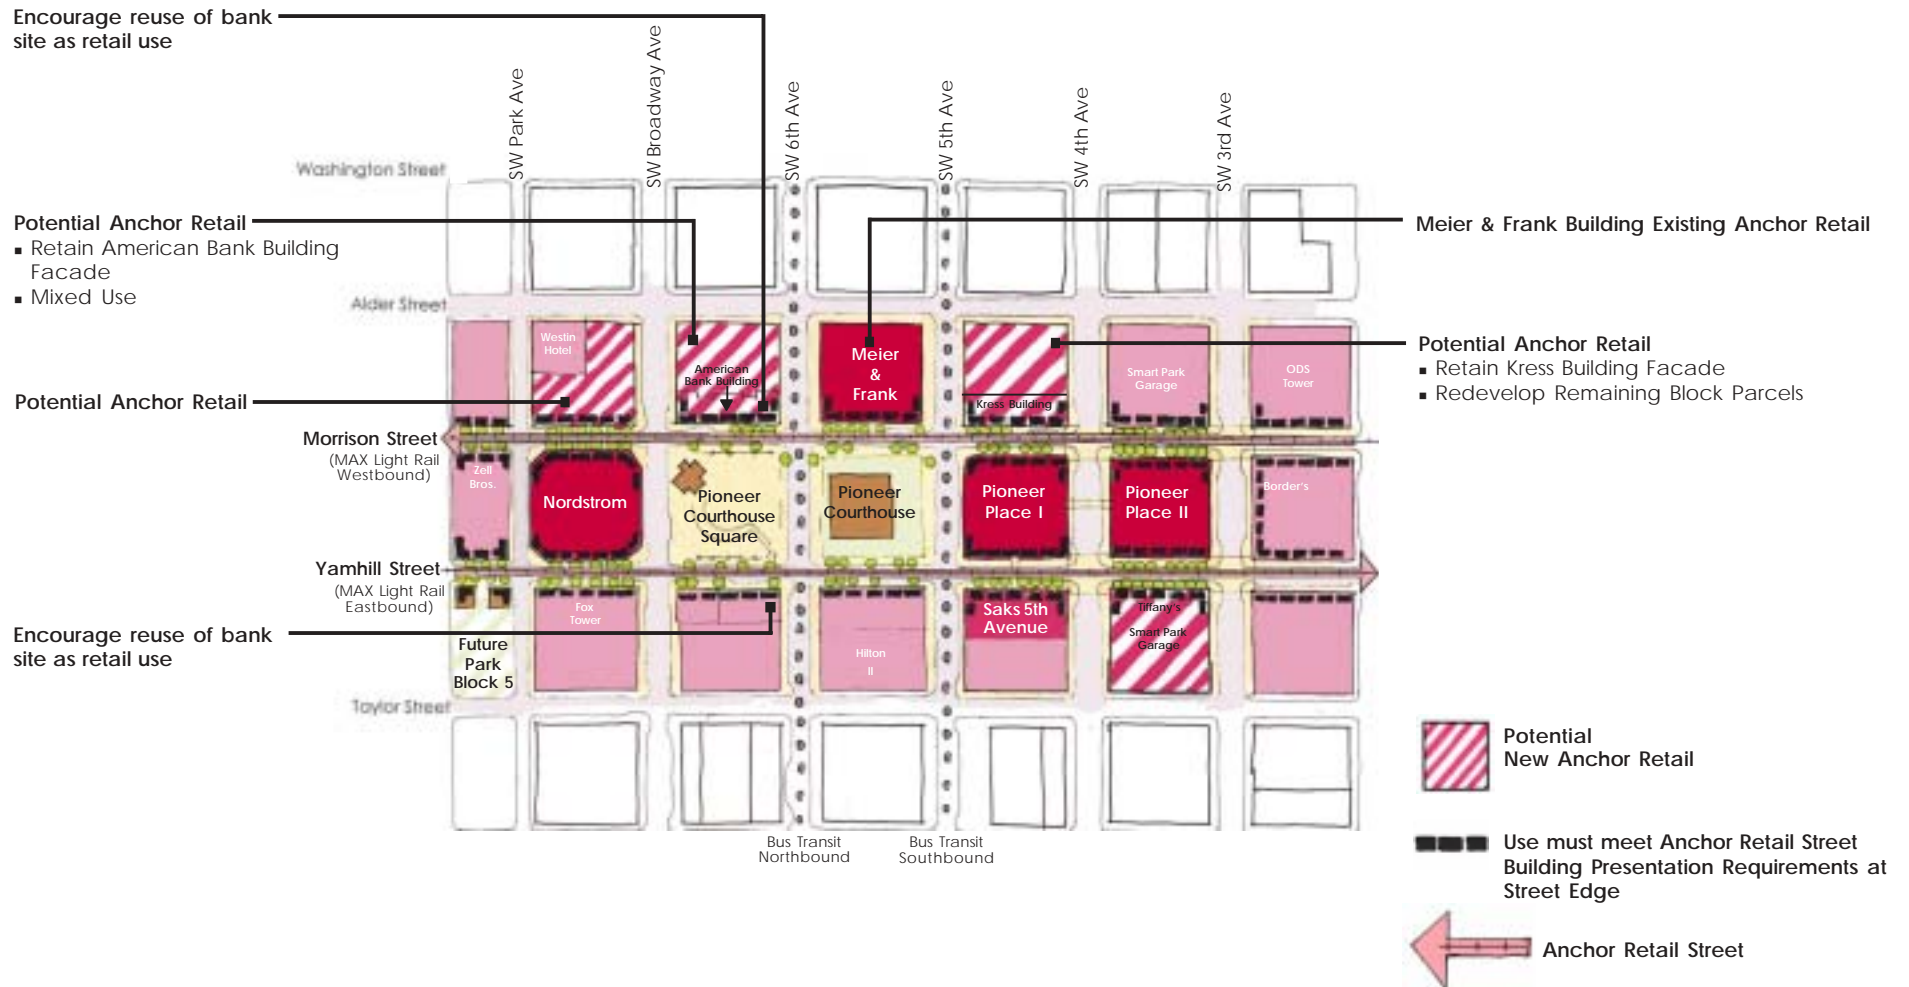 Encourage reuse of bank
site as retail use
SW Park Ave
SW Broadway Ave
SW 6th Ave
SW 5th Ave
SW 4th Ave
SW 3rd Ave
Washington Street
Potential Anchor Retail
▪ Retain American Bank Building
Facade
▪ Mixed Use
Meier & Frank Building Existing Anchor Retail
Alder Street
Westin
Hotel
American
Bank Building
Meier
&
Frank
Kress Building
Smart Park
Garage
ODS
Tower
Potential Anchor Retail
▪ Retain Kress Building Facade
▪ Redevelop Remaining Block Parcels
Potential Anchor Retail
Morrison Street
(MAX Light Rail
Westbound)
Zell
Bros.
Nordstrom
Pioneer
Courthouse
Square
Pioneer
Courthouse
Pioneer
Place I
Pioneer
Place II
Border's
Yamhill Street
(MAX Light Rail
Eastbound)
Fox
Tower
Hilton
II
Saks 5th
Avenue
Tiffany's
Smart Park
Garage
Encourage reuse of bank
site as retail use
Future
Park
Block 5
Taylor Street
Bus Transit
Northbound
Bus Transit
Southbound
Potential
New Anchor Retail
Use must meet Anchor Retail Street
Building Presentation Requirements at
Street Edge
Anchor Retail Street